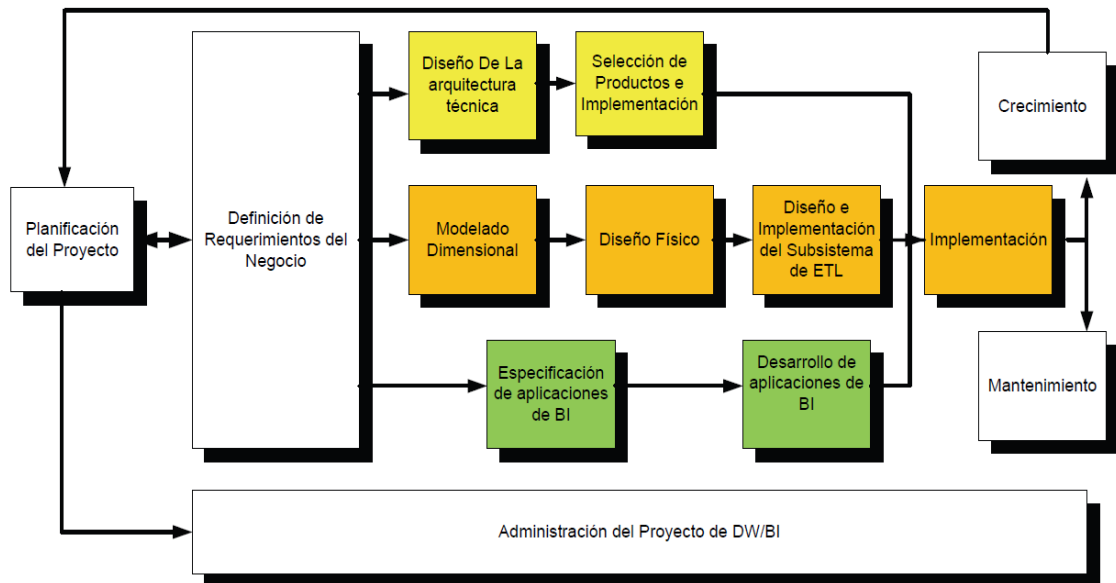 Planificación
del Proyecto
Definición de
Requerimientos del
Negocio
Diseño De La
arquitectura
técnica
Selección de
Productos e
Implementación
Modelado
Dimensional
Diseño Físico
Diseño e
Implementación
del Subsistema
de ETL
Implementación
Especificación
de aplicaciones
de BI
Desarrollo de
aplicaciones de
BI
Crecimiento
Mantenimiento
Administración del Proyecto de DW/BI